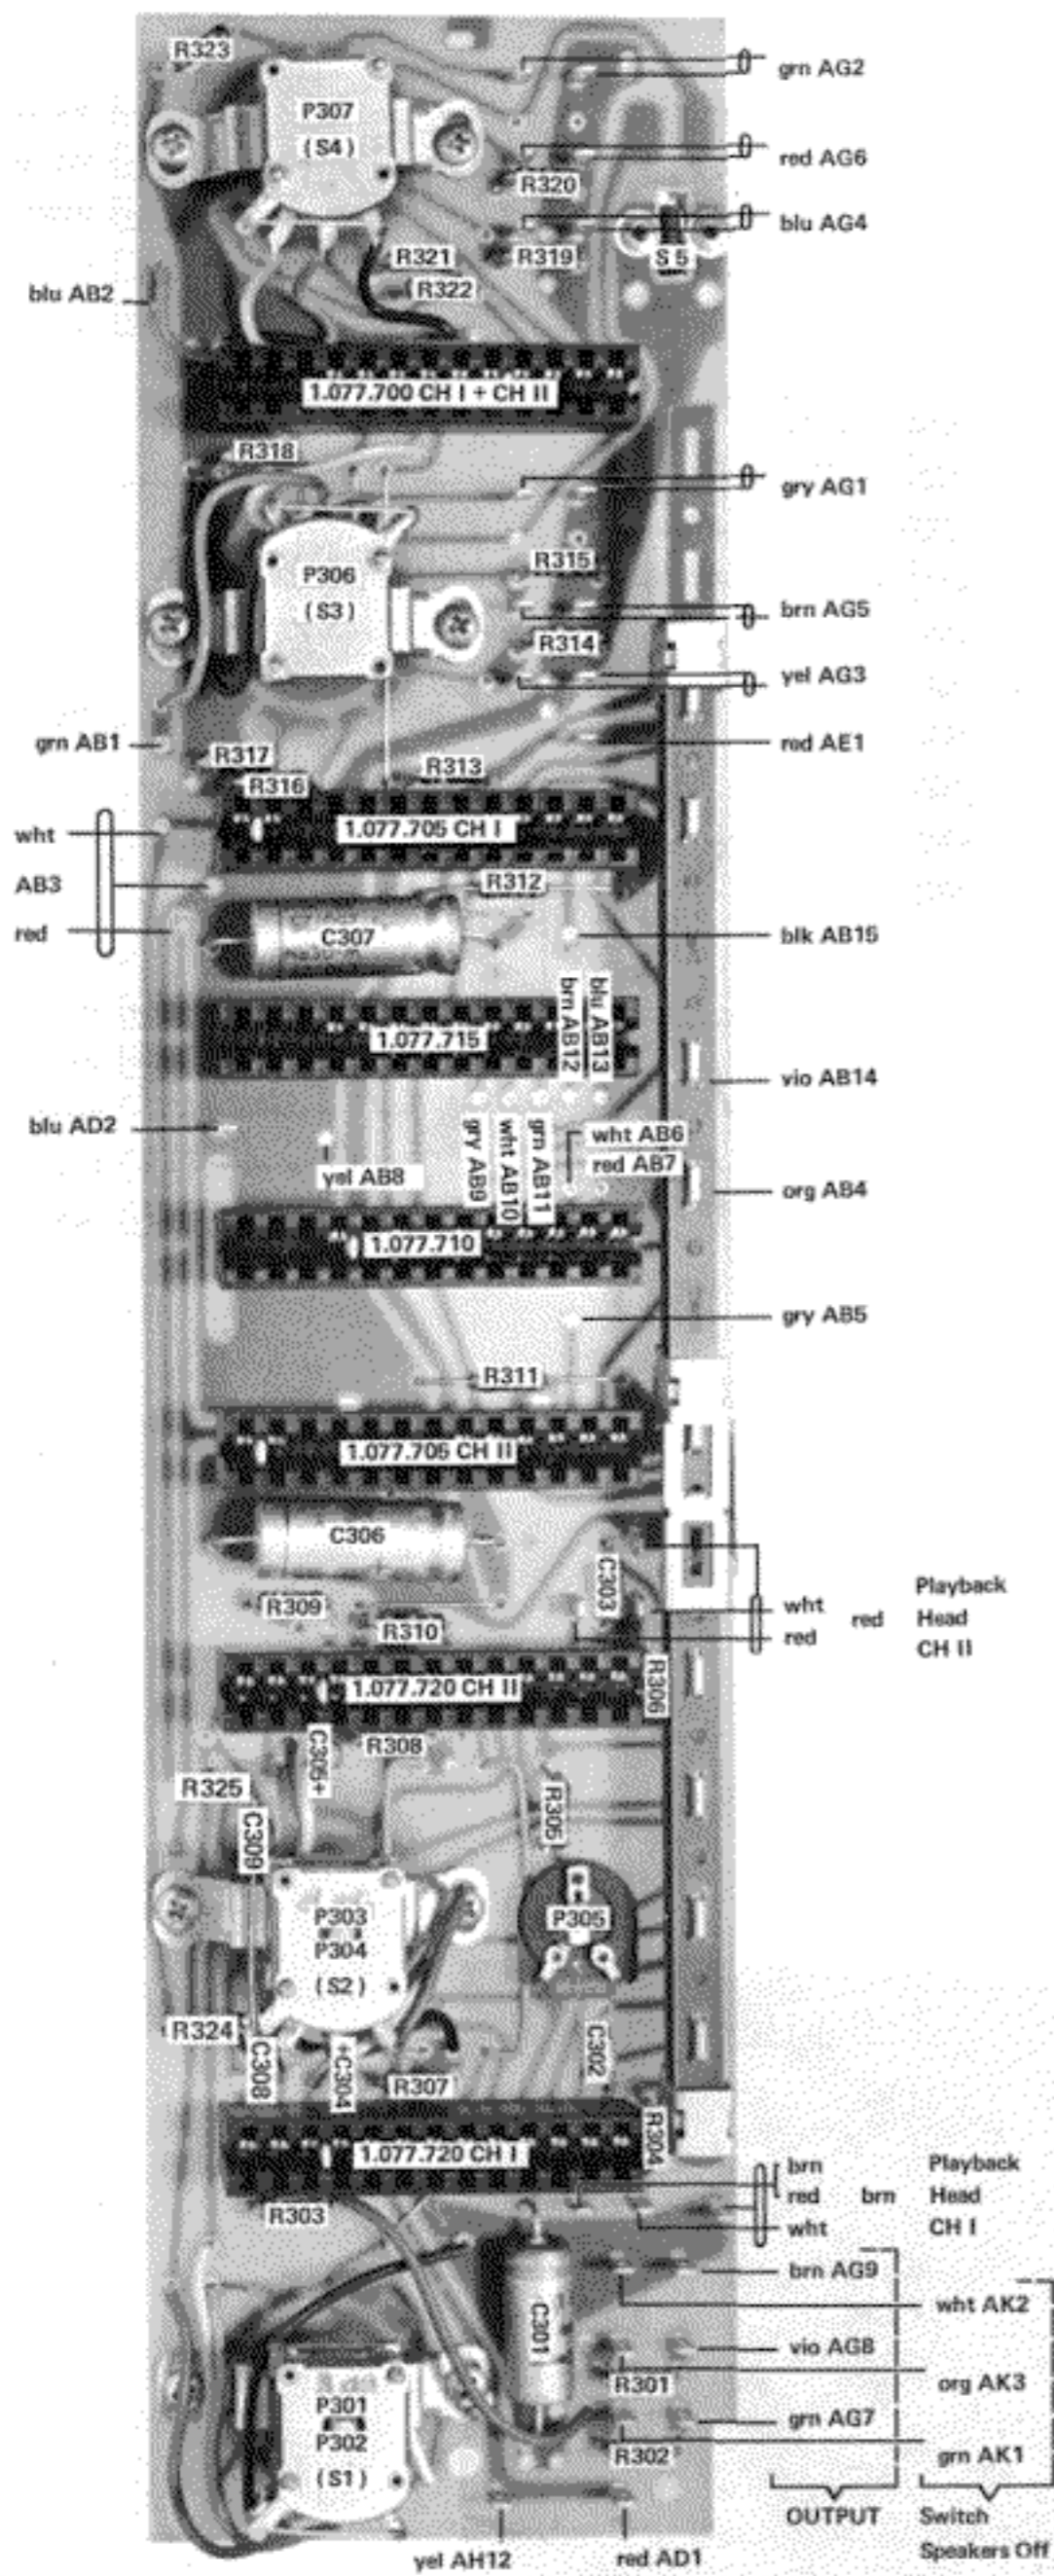 R323
grn AG2
P307
(S4)
red AG6
R320
blu AG4
R321
R319
S 5
R322
blu AB2
1.077.700 CH I + CH II
R318
gry AG1
R315
P306
(S3)
brn AG5
R314
yel AG3
grn AB1
red AE1
R317
R313
R316
wht
1.077.705 CH I
AB3
R312
red
C307
blk AB15
brn AB12
blu AB13
1.077.715
vio AB14
blu AD2
gry AB9
wht AB10
grn AB11
wht AB6
yel AB8
red AB7
org AB4
1.077.710
gry AB5
R311
1.077.705 CH II
C306
C303
Playback
R309
wht
red
Head
R310
red
CH II
R306
1.077.720 CH II
R308
C305+
R325
R305
C309
P303
P305
P304
(S2)
R324
C308
+C304
C302
R307
R304
1.077.720 CH I
brn
Playback
R303
red
brn
Head
wht
CH I
brn AG9
wht AK2
C301
vio AG8
R301
org AK3
P301
grn AG7
P302
R302
grn AK1
(S1)
OUTPUT
Switch
Speakers Off
yel AH12
red AD1